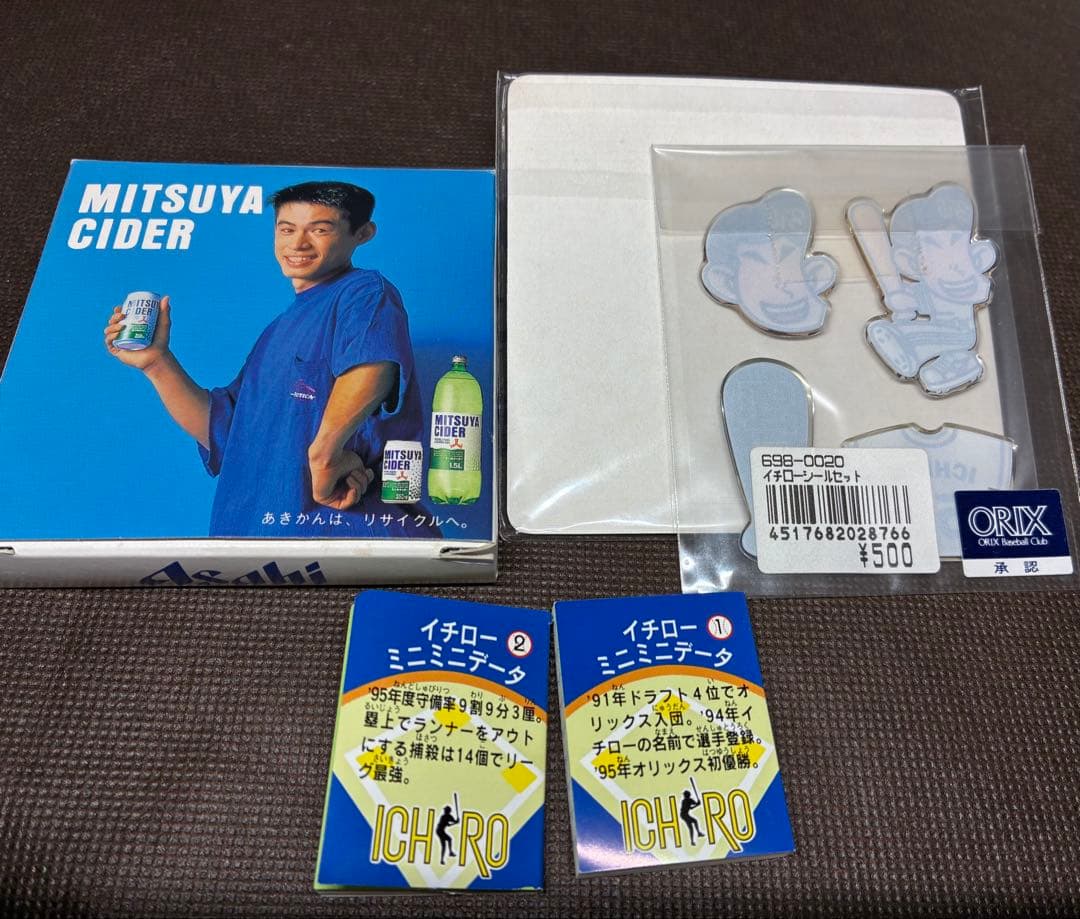 MITSUYA
CIDER
MITSUYA
CIDER
MITSUYA
CIDER
MITSUYA
CIDER
1.5L
あきかんは、リサイクルへ。
Asahi
ICHI
698-0020
イチローシールセット
4517682028766
¥500
ORIX
ORIX Baseball Club
承認
イチロー ②
ミニミニデータ
'95年度守備率9割9分3厘。
塁上でランナーをアウト
にする捕殺は14個でリー
グ最強。
ICHIRO
イチロー ①
ミニミニデータ
'91年ドラフト4位でオ
リックス入団。'94年イ
チローの名前で選手登録。
'95年オリックス初優勝。
ICHIRO